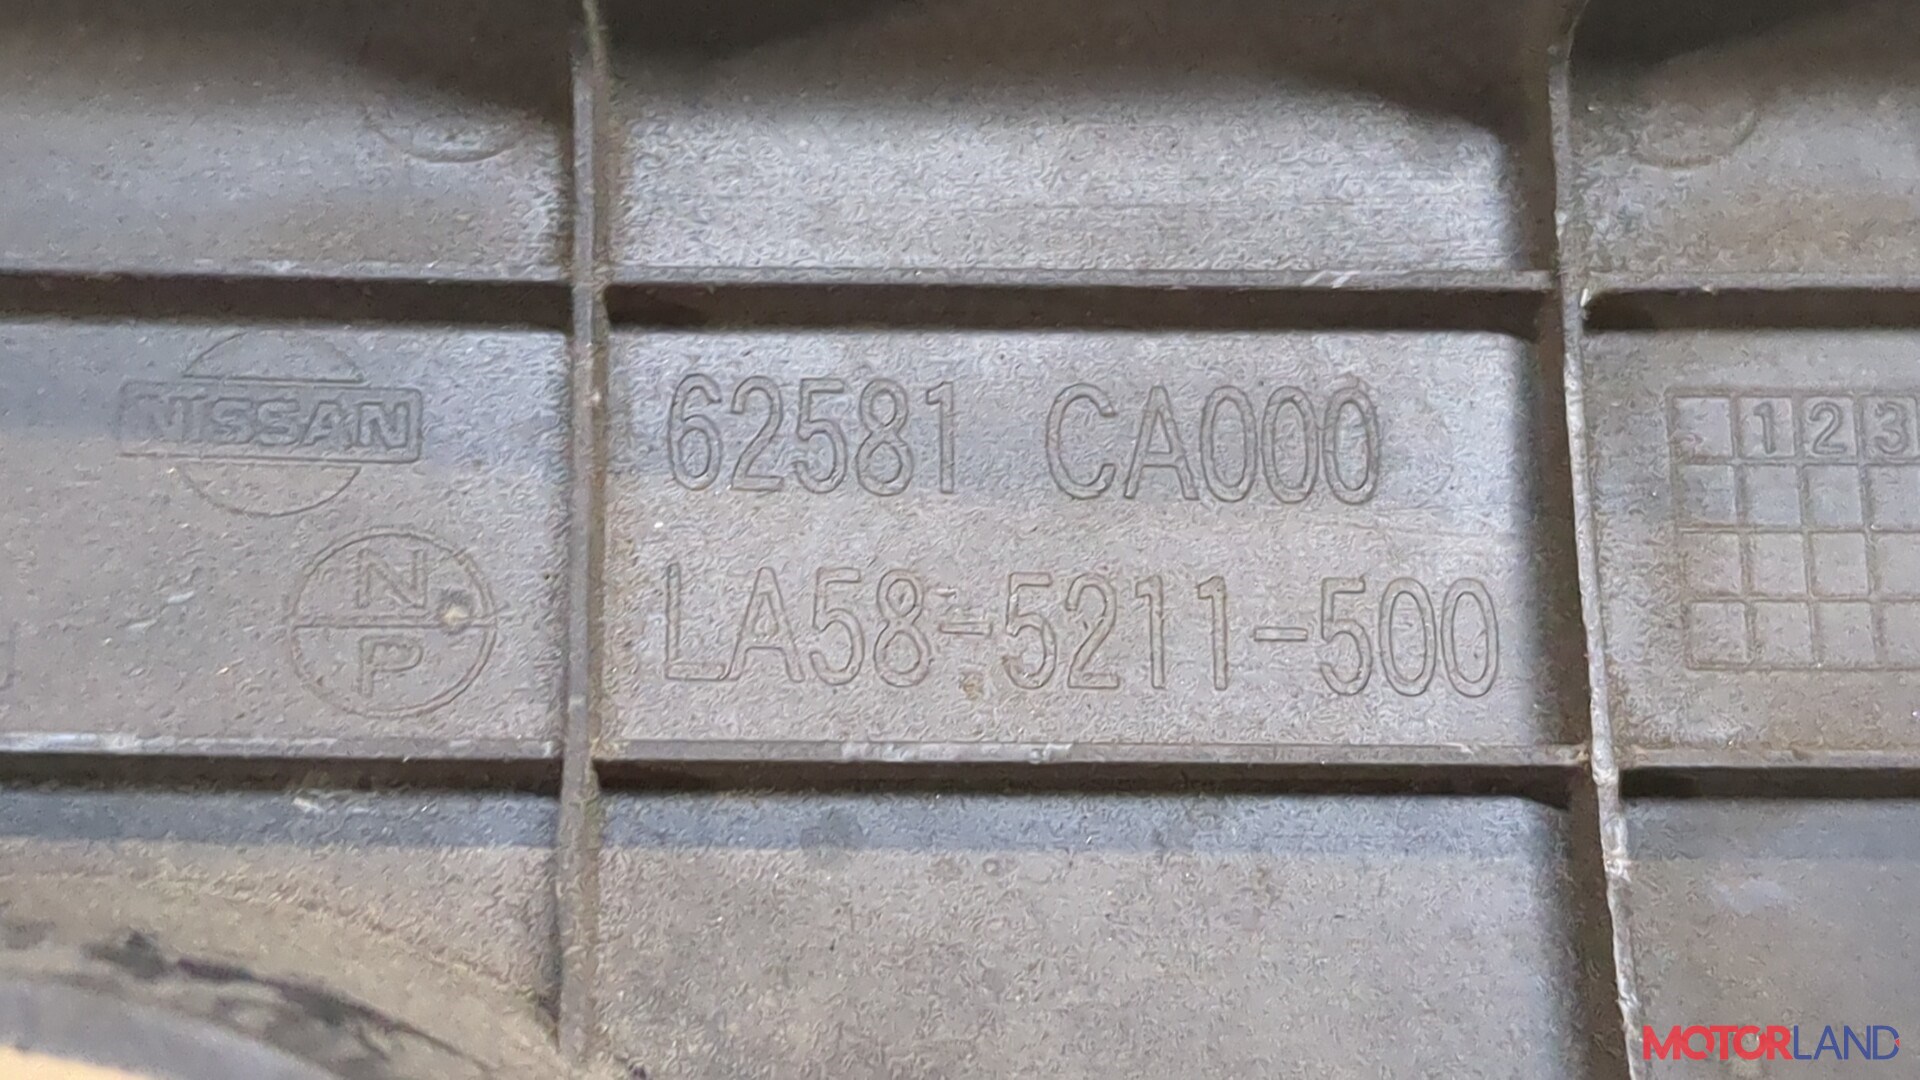 NISSAN
62581 CA000
1 2 3
N
P
LA58-5211-500
MOTORLAND